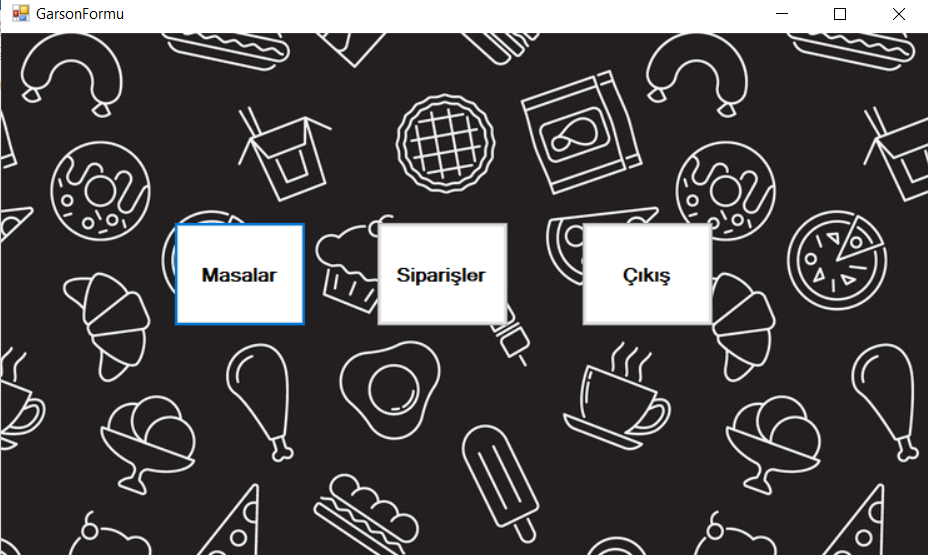 GarsonFormu
Masalar
Siparişler
Çıkış